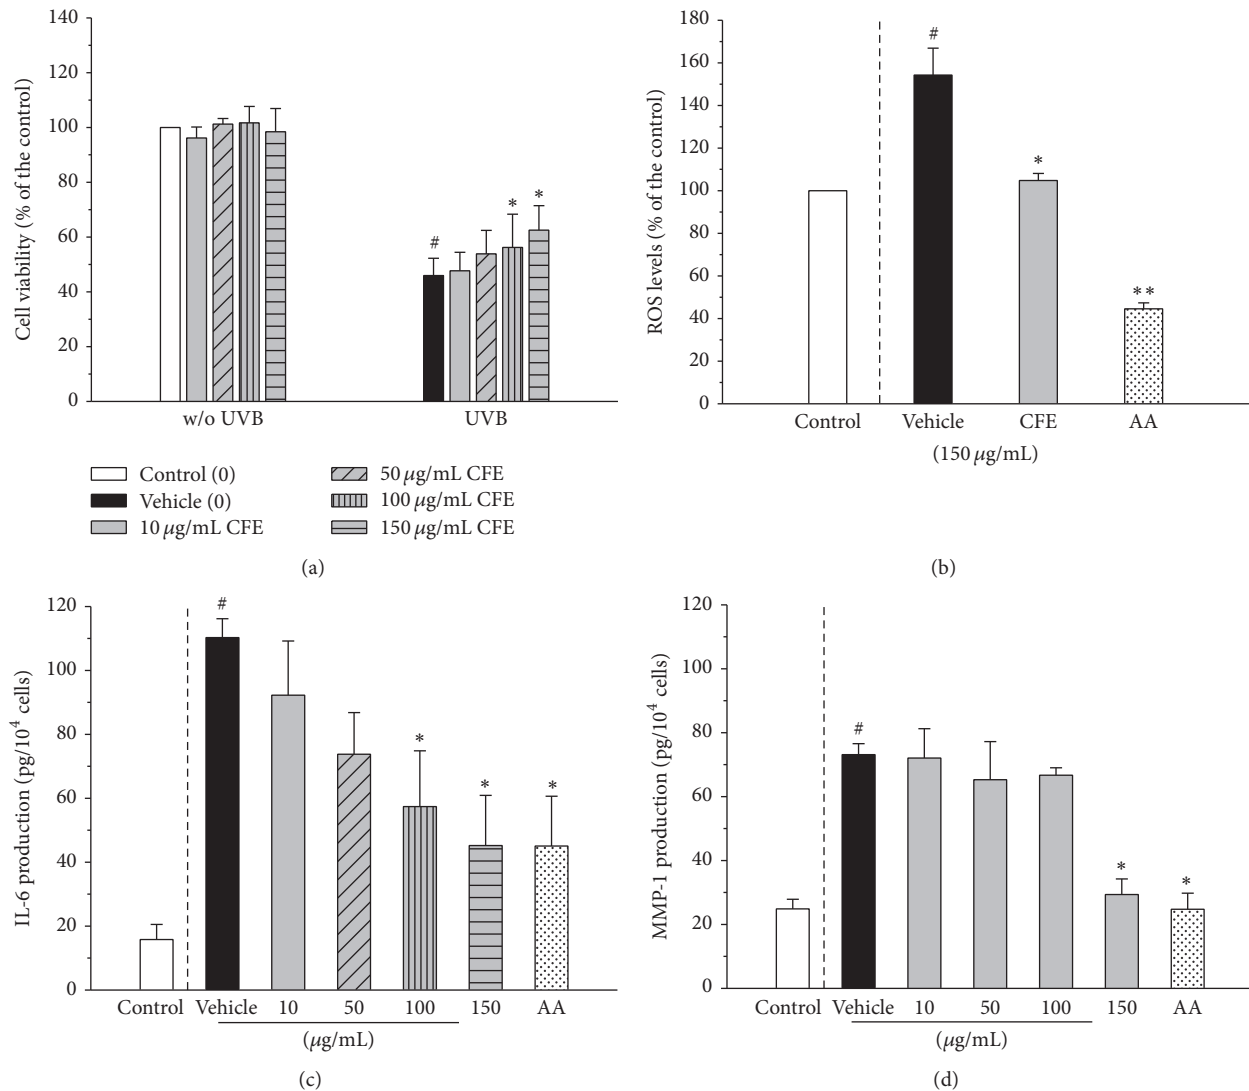 Cell viability (% of the control)
140
120
100
80
60
40
20
0
#
*
*
w/o UVB
UVB
Control (0)
Vehicle (0)
10 μg/mL CFE
50 μg/mL CFE
100 μg/mL CFE
150 μg/mL CFE
(a)
ROS levels (% of the control)
180
160
140
120
100
80
60
40
20
0
#
*
**
Control
Vehicle
CFE
AA
(150 μg/mL)
(b)
IL-6 production (pg/10⁴ cells)
120
100
80
60
40
20
0
#
*
*
*
Control
Vehicle
10
50
100
150
AA
(μg/mL)
(c)
MMP-1 production (pg/10⁴ cells)
120
100
80
60
40
20
0
#
*
*
Control
Vehicle
10
50
100
150
AA
(μg/mL)
(d)